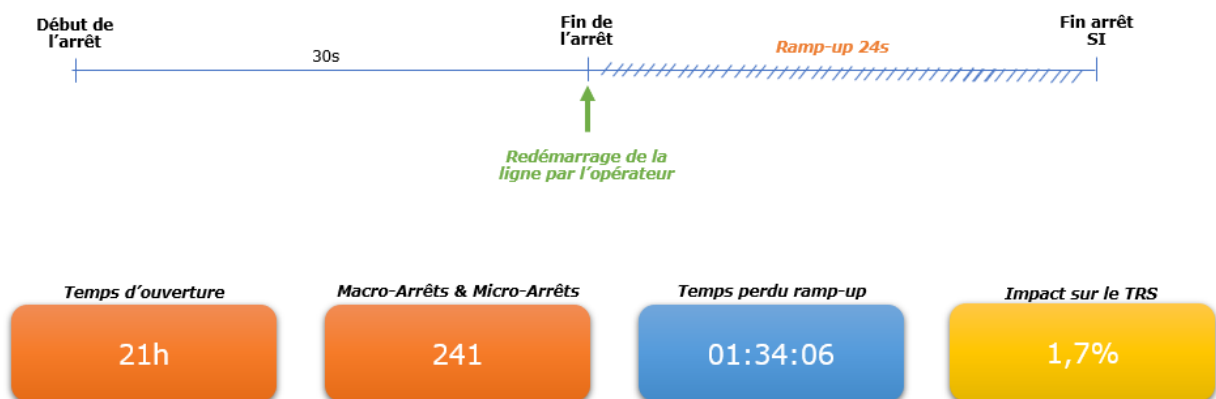 Début de
l’arrêt
Fin de
l’arrêt
Fin arrêt
SI
30s
Ramp-up 24s
Redémarrage de la
ligne par l’opérateur
Temps d’ouverture
Macro-Arrêts & Micro-Arrêts
Temps perdu ramp-up
Impact sur le TRS
21h
241
01:34:06
1,7%